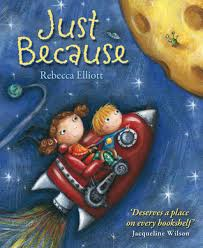 Just
Because
Rebecca Elliott
'Deserves a place
on every bookshelf'
Jacqueline Wilson